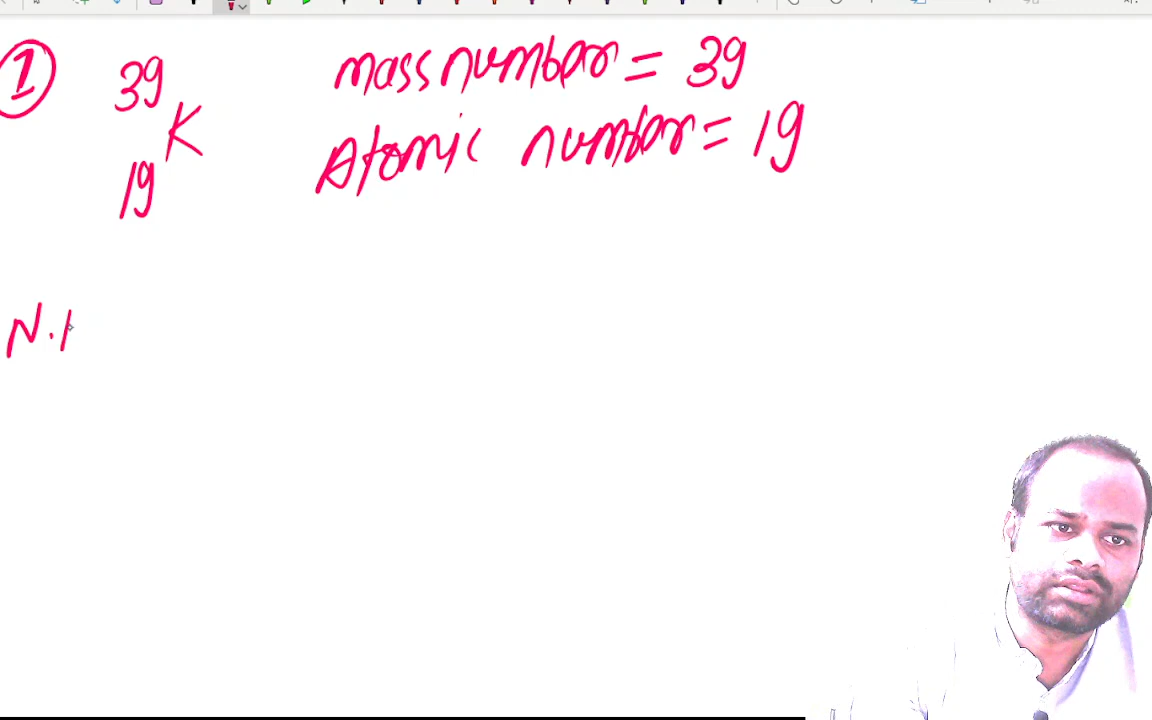 ① 39 mass number = 39
K Atomic number = 19
19
N.